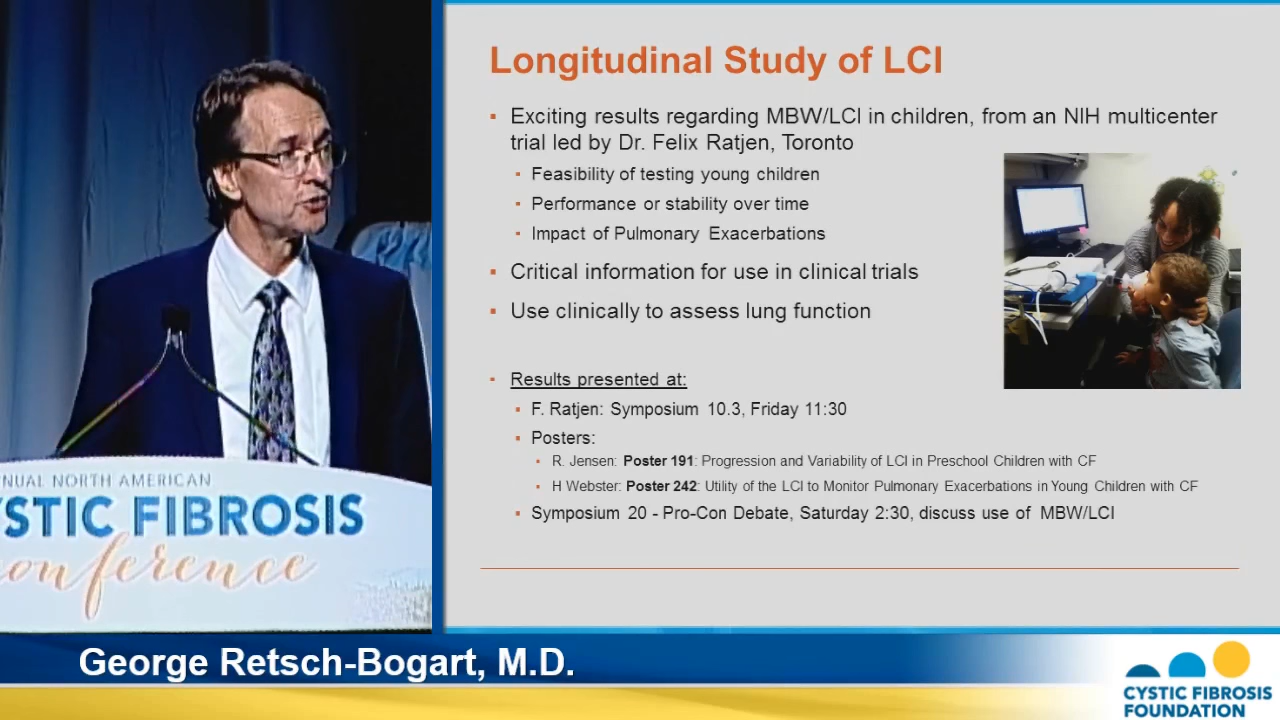 NUAL NORTH AMERICAN
YSTIC FIBROSIS
onference
Longitudinal Study of LCI
Exciting results regarding MBW/LCI in children, from an NIH multicenter
trial led by Dr. Felix Ratjen, Toronto
Feasibility of testing young children
Performance or stability over time
Impact of Pulmonary Exacerbations
Critical information for use in clinical trials
Use clinically to assess lung function
Results presented at:
F. Ratjen: Symposium 10.3, Friday 11:30
Posters:
R. Jensen: Poster 191: Progression and Variability of LCI in Preschool Children with CF
H Webster: Poster 242: Utility of the LCI to Monitor Pulmonary Exacerbations in Young Children with CF
Symposium 20 - Pro-Con Debate, Saturday 2:30, discuss use of MBW/LCI
George Retsch-Bogart, M.D.
CYSTIC FIBROSIS
FOUNDATION